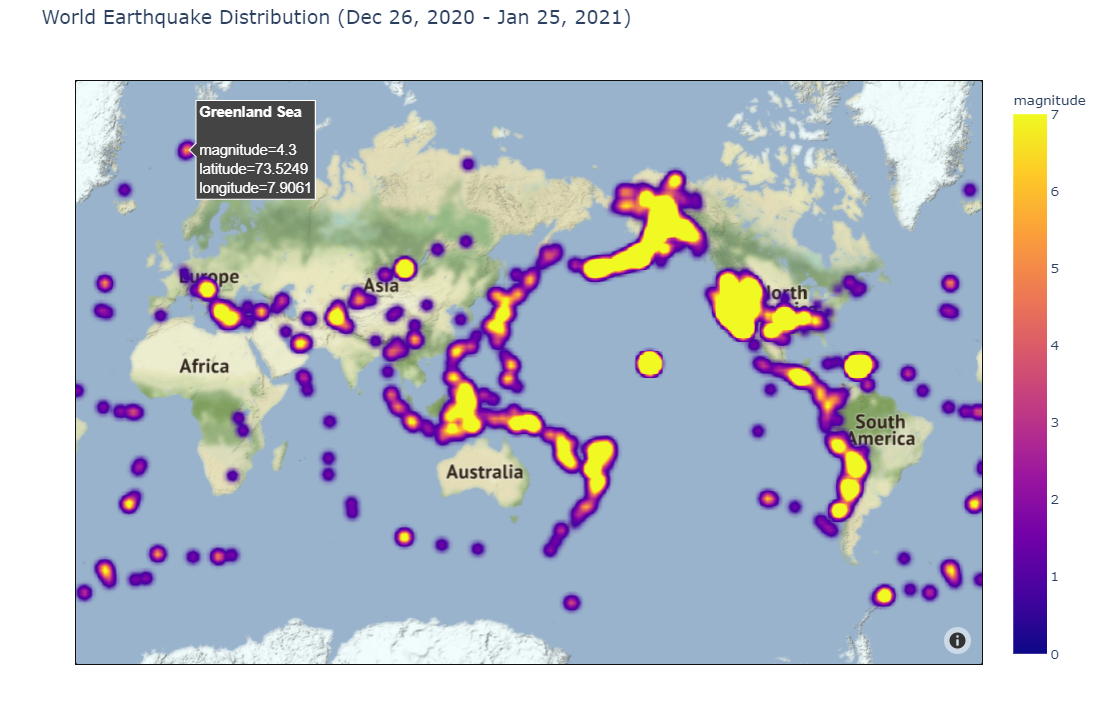 World Earthquake Distribution (Dec 26, 2020 - Jan 25, 2021)
Greenland Sea
magnitude=4.3
latitude=73.5249
longitude=7.9061
magnitude
7
6
5
4
3
2
1
0
Europe
Asia
North
Africa
South
America
Australia